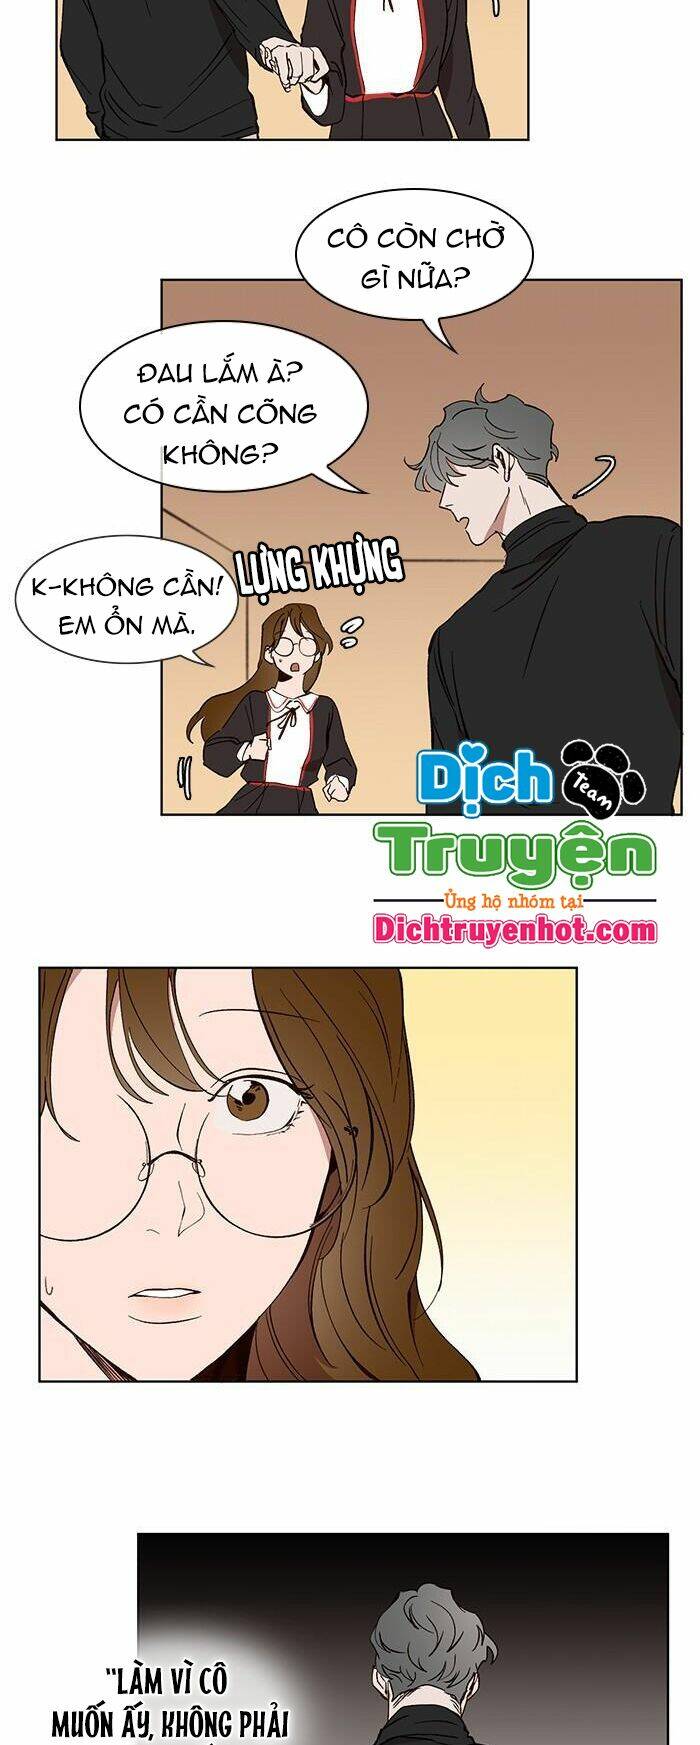 CÔ CÒN CHỜ
GÌ NỮA?
ĐAU LẮM À?
CÓ CẦN CÕNG
KHÔNG?
LỰNG KHỰNG
K-KHÔNG CẦN!
EM ỔN MÀ.
Dịch
Team
Truyện
Ủng hộ nhóm tại
Dichtruyenhot.com
"LÀM VÌ CÔ
MUỐN ẤY, KHÔNG PHẢI